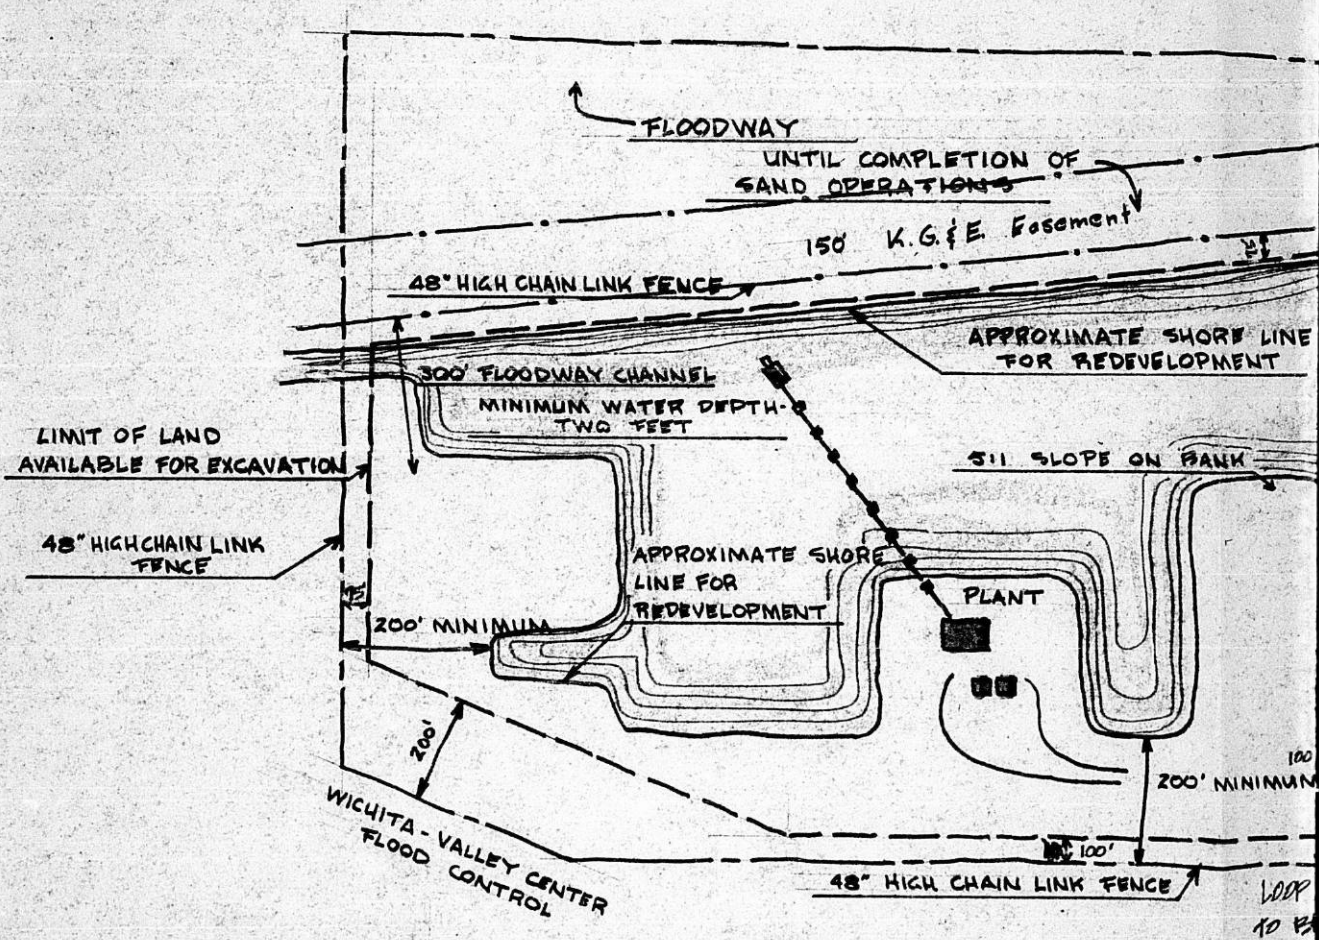 FLOODWAY
UNTIL COMPLETION OF
SAND OPERATIONS
150' K.G.&E. Easement
48" HIGH CHAIN LINK FENCE
APPROXIMATE SHORE LINE
FOR REDEVELOPMENT
300' FLOODWAY CHANNEL
MINIMUM WATER DEPTH-
TWO FEET
LIMIT OF LAND
AVAILABLE FOR EXCAVATION
5:1 SLOPE ON BANK
48" HIGH CHAIN LINK
FENCE
APPROXIMATE SHORE
LINE FOR
REDEVELOPMENT
PLANT
200' MINIMUM
200'
WICHITA-VALLEY CENTER
FLOOD CONTROL
100
200' MINIMUM
100'
48" HIGH CHAIN LINK FENCE
LOOP
TO